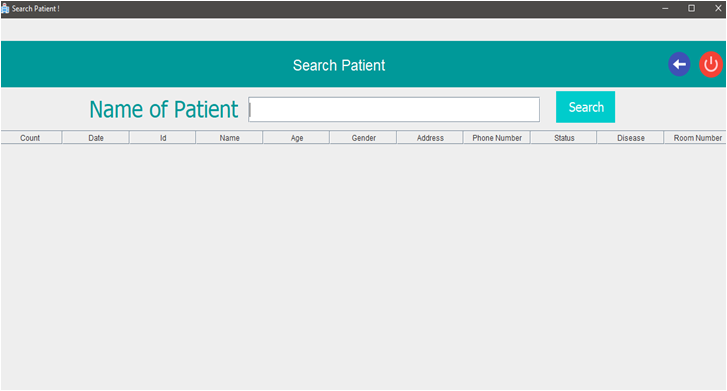 Search Patient !
Search Patient
Name of Patient Search
Count Date Id Name Age Gender Address Phone Number Status Disease Room Number